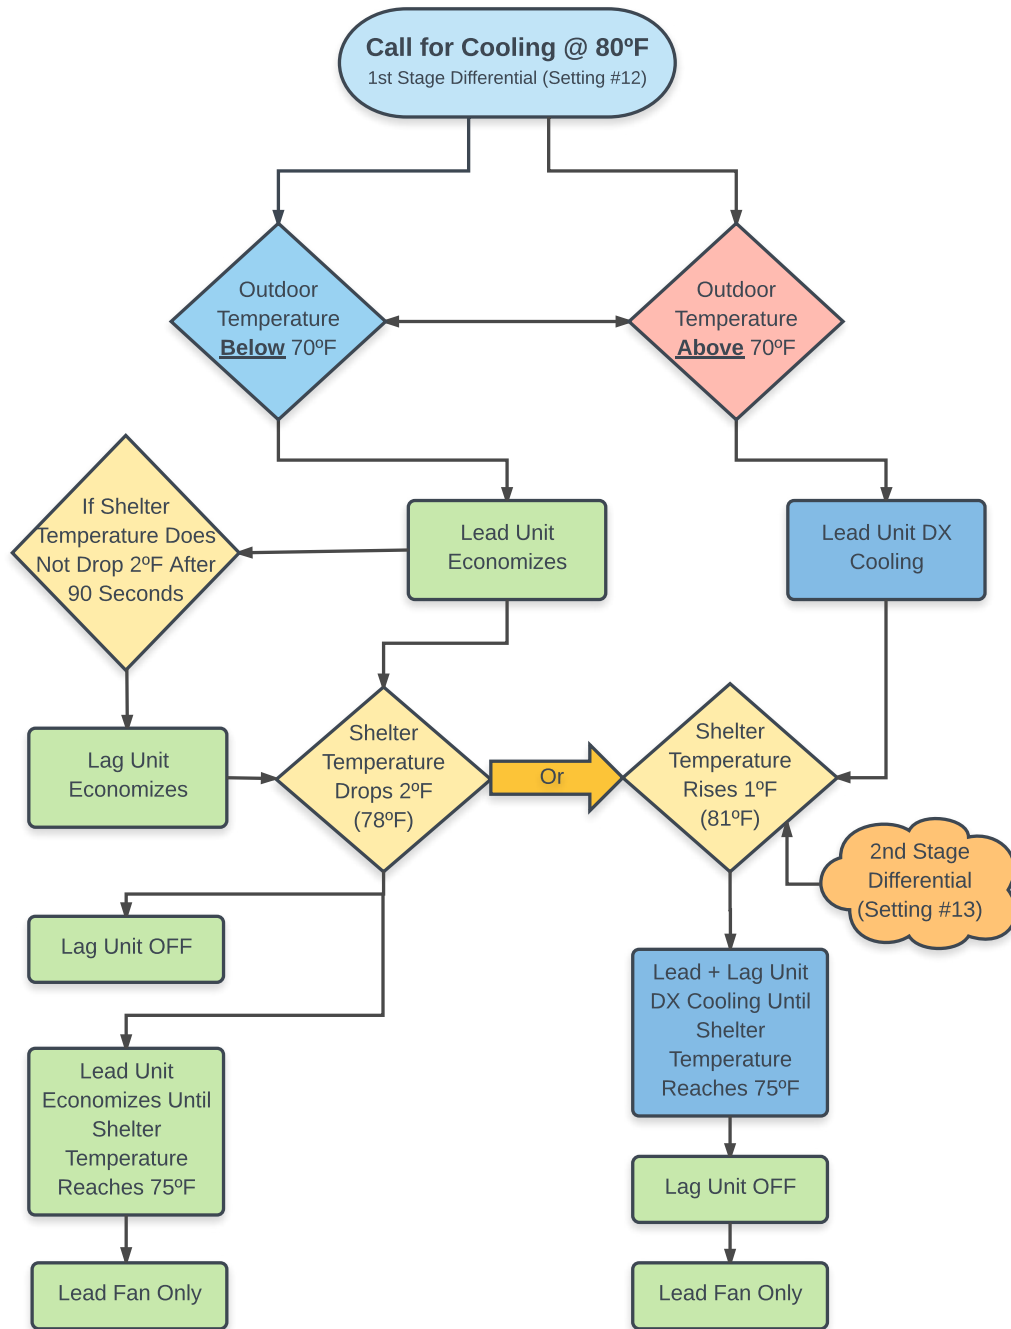 Call for Cooling @ 80ºF
1st Stage Differential (Setting #12)
Outdoor
Temperature
Below 70ºF
Outdoor
Temperature
Above 70ºF
If Shelter
Temperature Does
Not Drop 2ºF After
90 Seconds
Lead Unit
Economizes
Lead Unit DX
Cooling
Lag Unit
Economizes
Shelter
Temperature
Drops 2ºF
(78ºF)
Or
Shelter
Temperature
Rises 1ºF
(81ºF)
2nd Stage
Differential
(Setting #13)
Lag Unit OFF
Lead + Lag Unit
DX Cooling Until
Shelter
Temperature
Reaches 75ºF
Lead Unit
Economizes Until
Shelter
Temperature
Reaches 75ºF
Lag Unit OFF
Lead Fan Only
Lead Fan Only